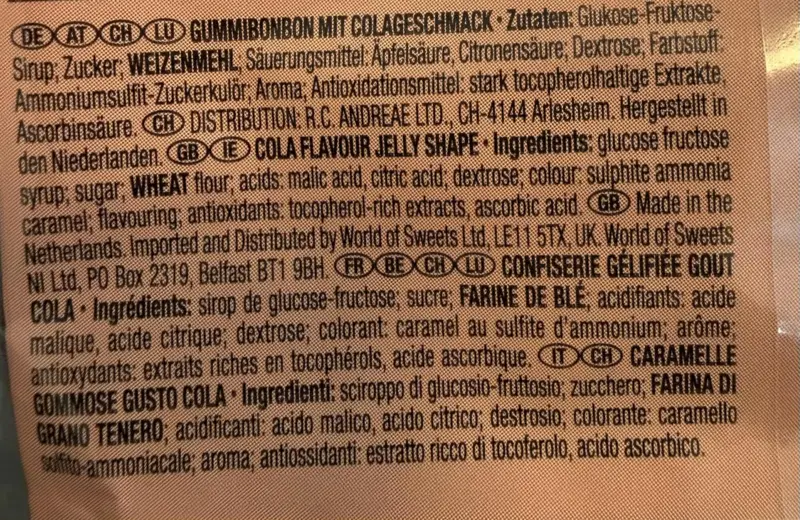 DE AT CH LU GUMMIBONBON MIT COLAGESCHMACK • Zutaten: Glukose-Fruktose-
Sirup; Zucker; WEIZENMEHL; Säuerungsmittel: Äpfelsäure, Citronensäure; Dextrose; Farbstoff:
Ammoniumsulfit-Zuckerkulör; Aroma; Antioxidationsmittel: stark tocopherolhaltige Extrakte,
Ascorbinsäure. CH DISTRIBUTION: R.C. ANDREAE LTD., CH-4144 Arlesheim. Hergestellt in
den Niederlanden. GB IE COLA FLAVOUR JELLY SHAPE • Ingredients: glucose fructose
syrup; sugar; WHEAT flour; acids: malic acid, citric acid; dextrose; colour: sulphite ammonia
caramel; flavouring; antioxidants: tocopherol-rich extracts, ascorbic acid. GB Made in the
Netherlands. Imported and Distributed by World of Sweets Ltd, LE11 5TX, UK. World of Sweets
NI Ltd, PO Box 2319, Belfast BT1 9BH. FR BE CH LU CONFISERIE GÉLIFIÉE GOUT
COLA • Ingrédients: sirop de glucose-fructose; sucre; FARINE DE BLÉ; acidifiants: acide
malique, acide citrique; dextrose; colorant: caramel au sulfite d'ammonium; arôme;
antioxydants: extraits riches en tocophérols, acide ascorbique. IT CH CARAMELLE
GOMMOSE GUSTO COLA • Ingredienti: sciroppo di glucosio-fruttosio; zucchero; FARINA DI
GRANO TENERO; acidificanti: acido malico, acido citrico; destrosio; colorante: caramello
solfito-ammoniacale; aroma; antiossidanti: estratto ricco di tocoferolo, acido ascorbico.